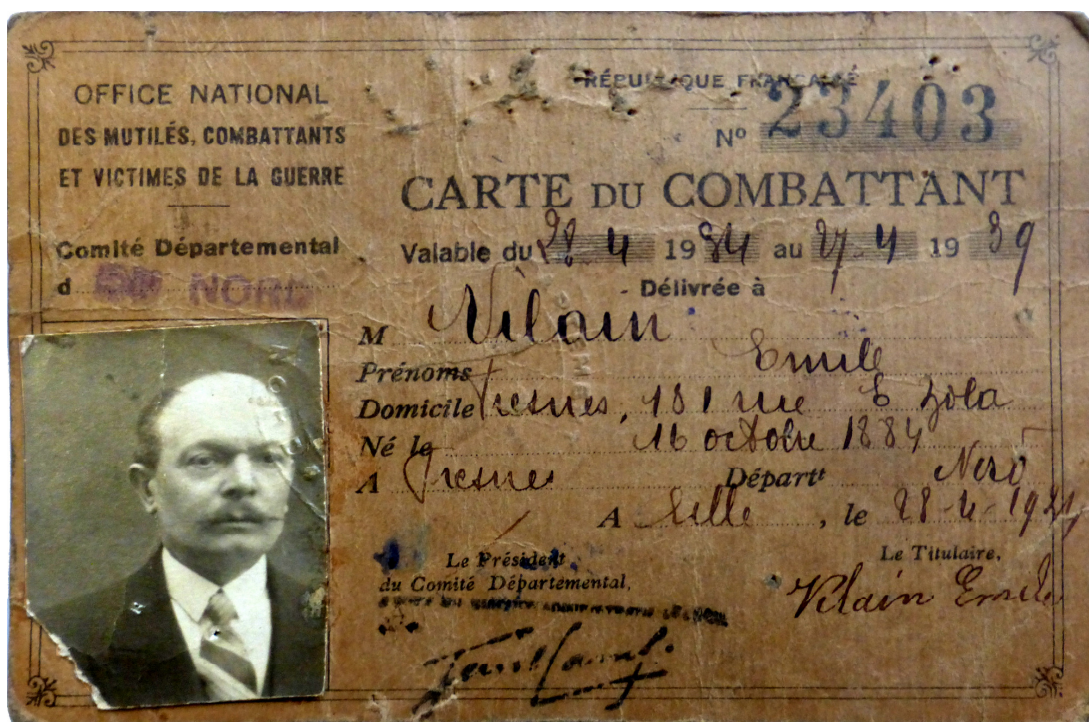 OFFICE NATIONAL
DES MUTILÉS, COMBATTANTS
ET VICTIMES DE LA GUERRE
Comité Départemental
d DU NORD
RÉPUBLIQUE FRANÇAISE
Nº 23403
CARTE DU COMBATTANT
Valable du 28-4 1934 au 27-4 1939
Délivrée à
M Vilain
Prénoms Emile
Domicile Fresnes, 181 rue E Zola
Né le 16 octobre 1884
A Fresnes Départᵗ Nord
A Lille, le 28-4-1934
Le Président
du Comité Départemental,
Le Titulaire,
Vilain Emile